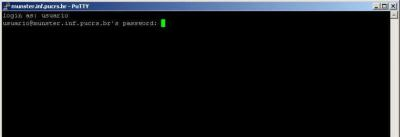 munster.inf.pucrs.br - PuTTY
login as: usuario
usuario@munster.inf.pucrs.br's password: